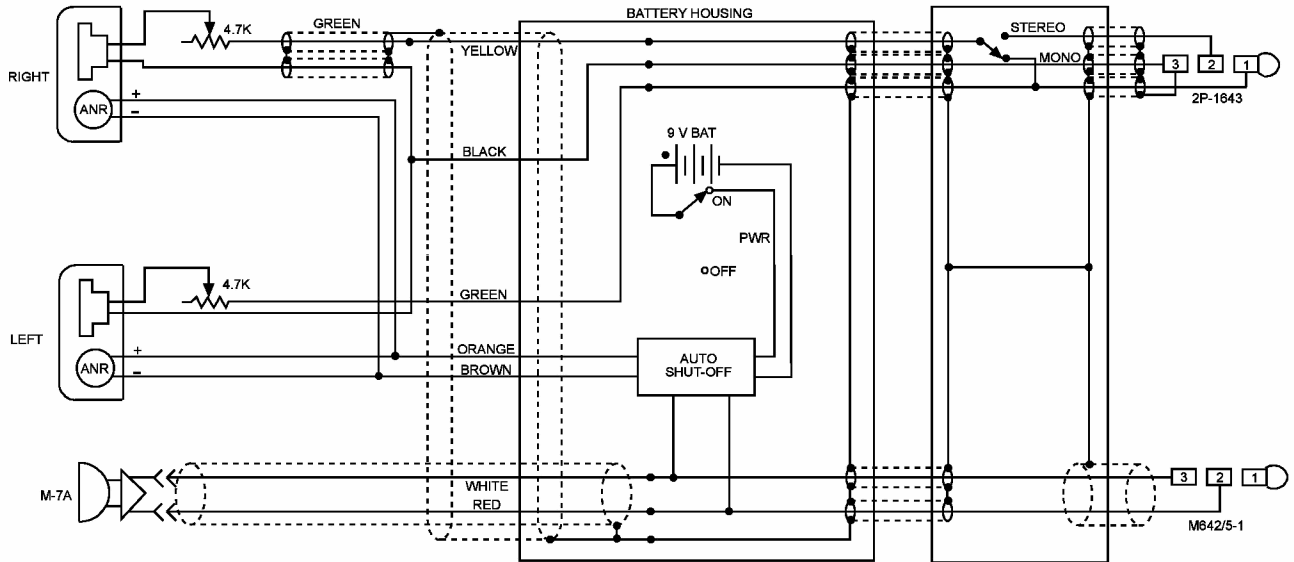 GREEN
BATTERY HOUSING
4.7K
YELLOW
STEREO
RIGHT
MONO
3 2 1
2P-1643
ANR
+
–
9 V BAT
BLACK
ON
PWR
OFF
4.7K
GREEN
LEFT
ORANGE
AUTO
SHUT-OFF
ANR
+
–
BROWN
M-7A
WHITE
RED
3 2 1
M642/5-1